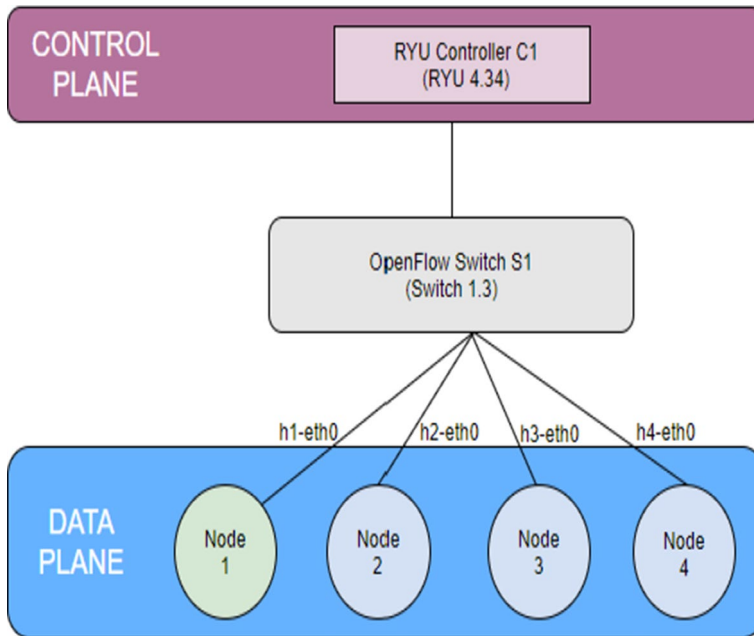 CONTROL
PLANE
RYU Controller C1
(RYU 4.34)
OpenFlow Switch S1
(Switch 1.3)
h1-eth0
h2-eth0
h3-eth0
h4-eth0
DATA
PLANE
Node
1
Node
2
Node
3
Node
4